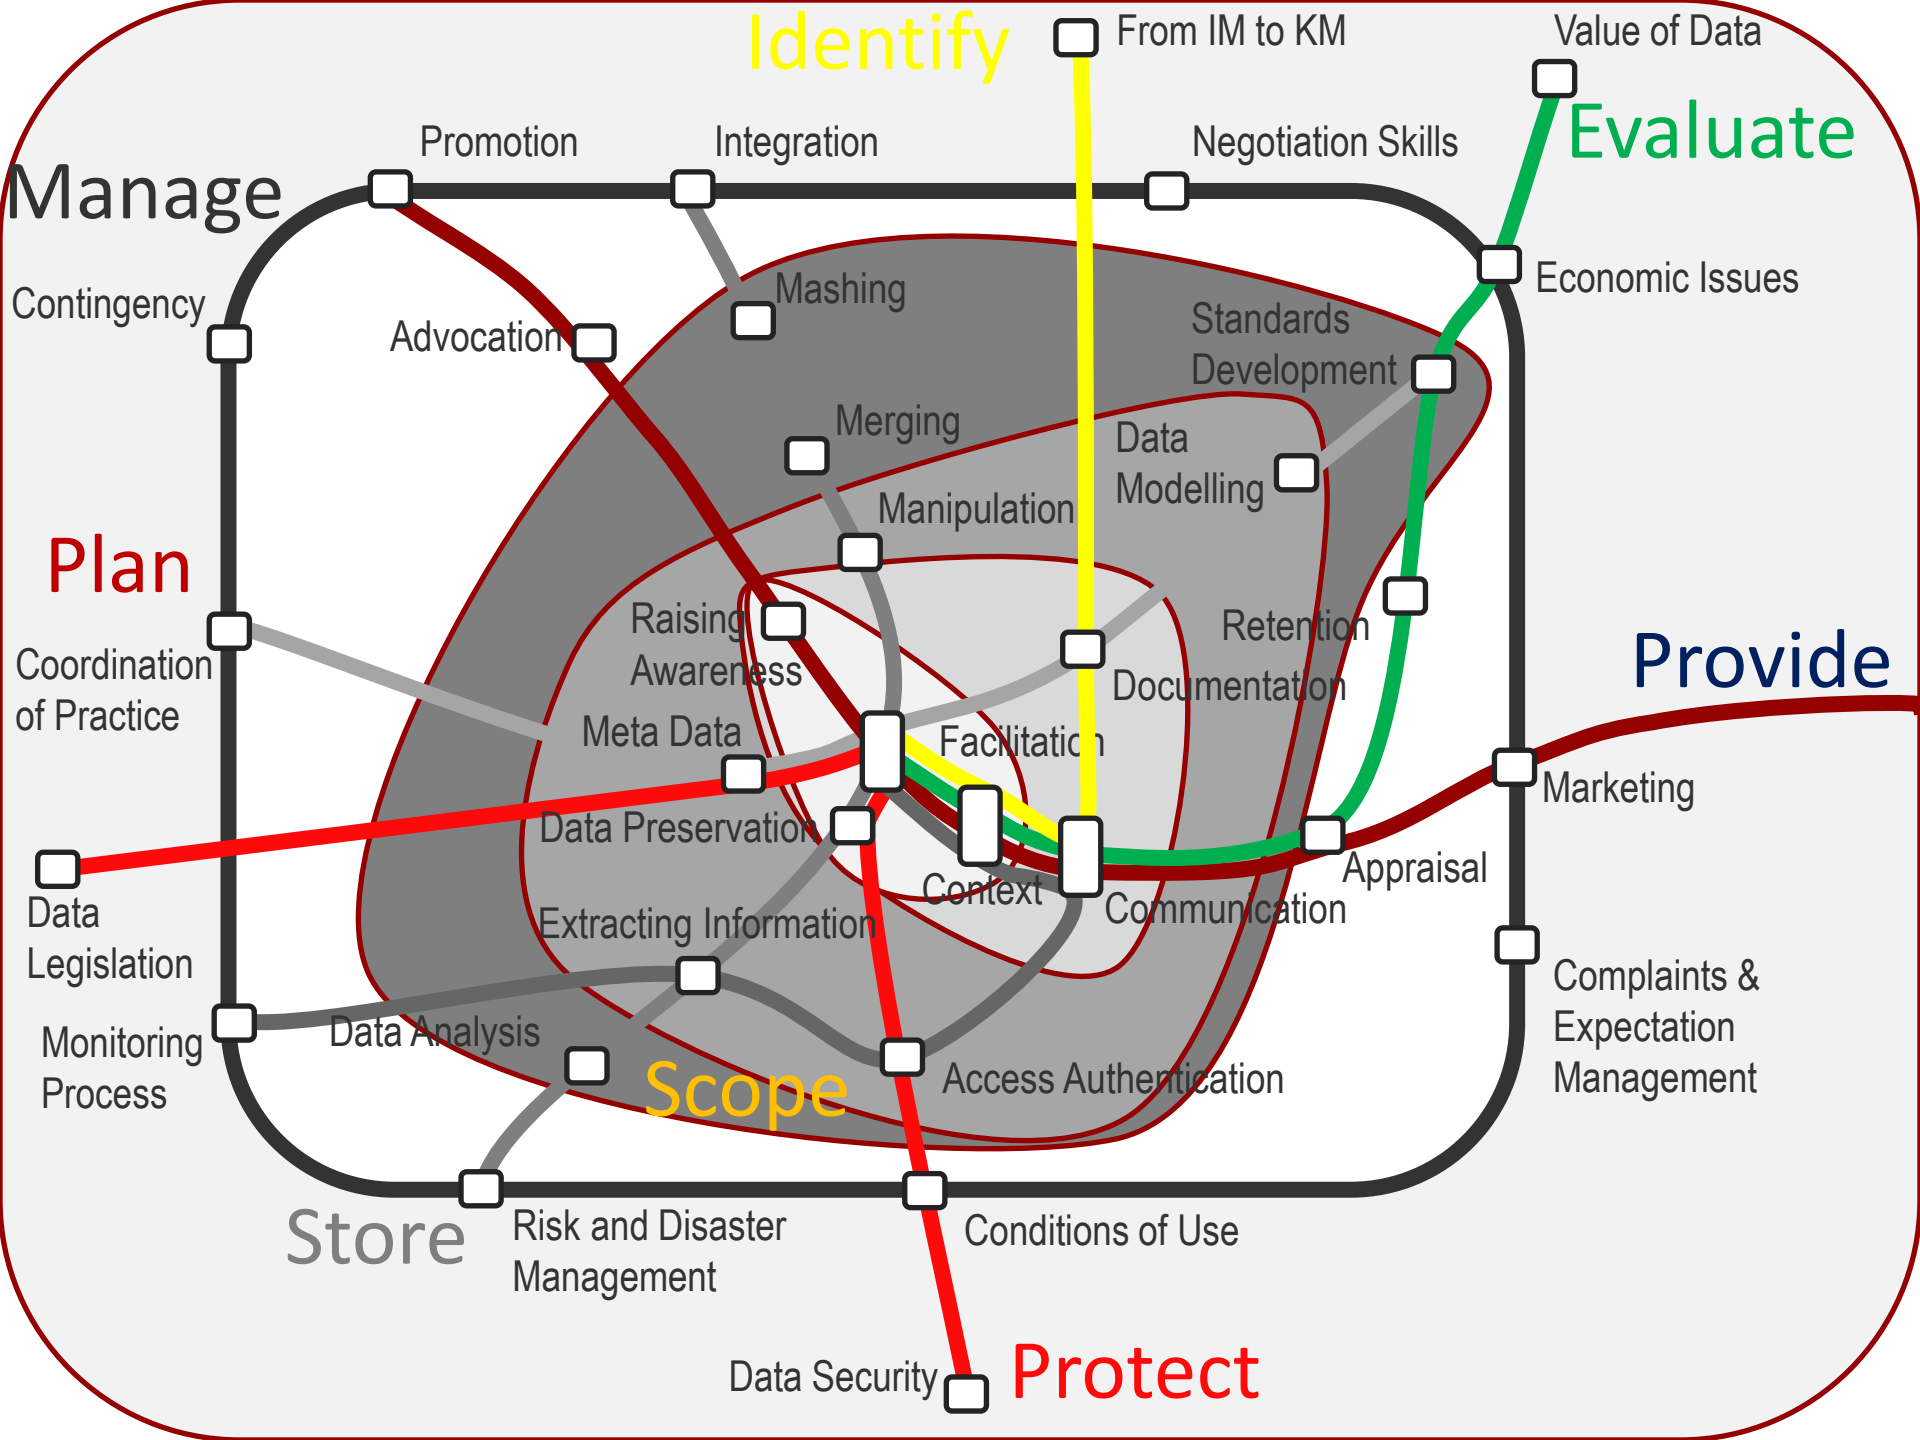 Identify
From IM to KM
Value of Data
Evaluate
Promotion
Integration
Negotiation Skills
Manage
Contingency
Advocation
Mashing
Standards
Development
Economic Issues
Merging
Data
Modelling
Manipulation
Plan
Raising
Awareness
Retention
Coordination
of Practice
Documentation
Provide
Meta Data
Facilitation
Marketing
Data Preservation
Appraisal
Context
Communication
Data
Legislation
Extracting Information
Complaints &
Expectation
Management
Monitoring
Process
Data Analysis
Scope
Access Authentication
Store
Risk and Disaster
Management
Conditions of Use
Data Security
Protect